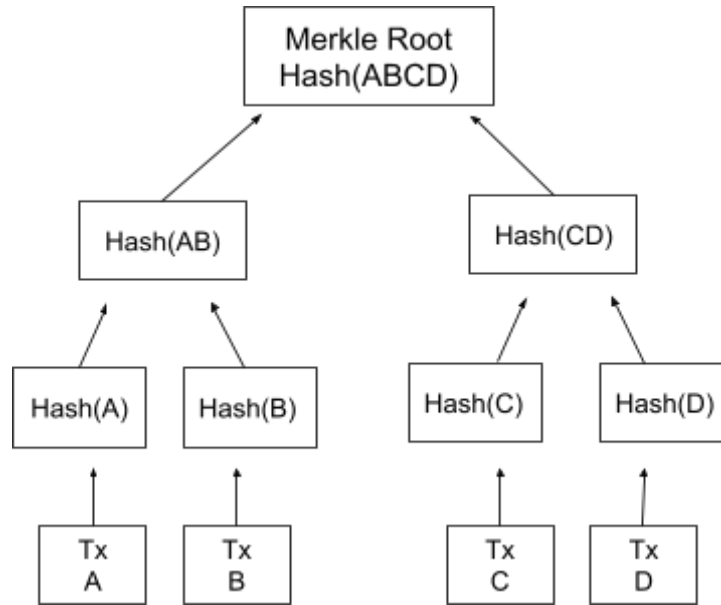 Merkle Root
Hash(ABCD)
Hash(AB)
Hash(CD)
Hash(A)
Hash(B)
Hash(C)
Hash(D)
Tx
A
Tx
B
Tx
C
Tx
D